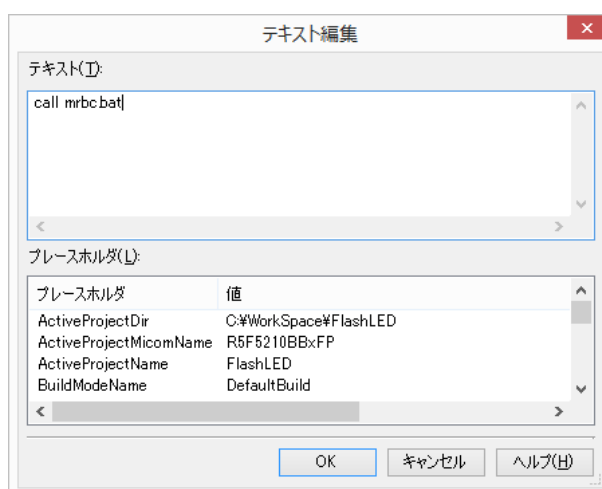 テキスト編集
テキスト(T):
call mrbc.bat
プレースホルダ(L):
プレースホルダ 値
ActiveProjectDir C:¥WorkSpace¥FlashLED
ActiveProjectMicomName R5F5210BBxFP
ActiveProjectName FlashLED
BuildModeName DefaultBuild
OK キャンセル ヘルプ(H)